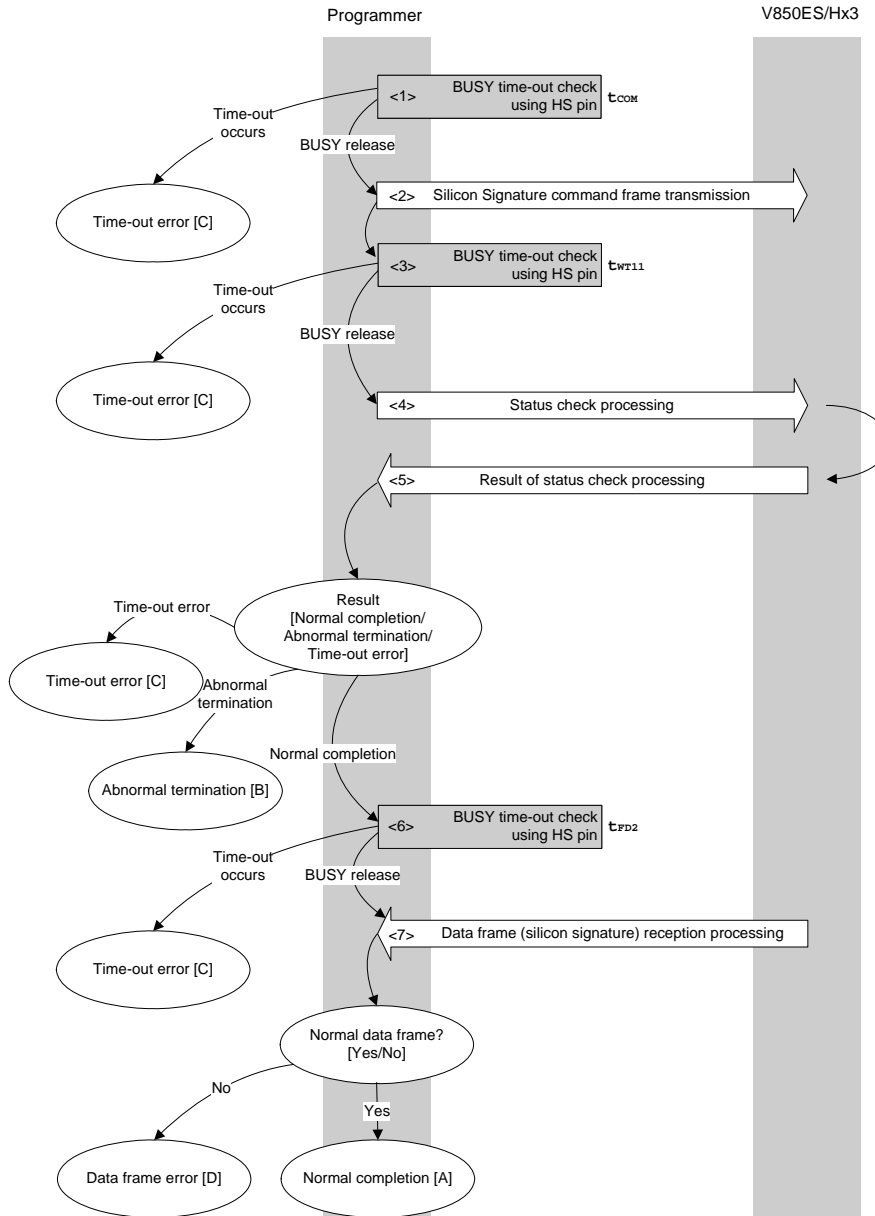 Programmer
V850ES/Hx3
<1>
BUSY time-out check
using HS pin
tCOM
Time-out
occurs
BUSY release
Time-out error [C]
<2> Silicon Signature command frame transmission
<3>
BUSY time-out check
using HS pin
tWT11
Time-out
occurs
BUSY release
Time-out error [C]
<4> Status check processing
<5> Result of status check processing
Result
[Normal completion/
Abnormal termination/
Time-out error]
Time-out error
Time-out error [C]
Abnormal
termination
Normal completion
Abnormal termination [B]
<6>
BUSY time-out check
using HS pin
tFD2
Time-out
occurs
BUSY release
<7> Data frame (silicon signature) reception processing
Time-out error [C]
Normal data frame?
[Yes/No]
No
Yes
Data frame error [D]
Normal completion [A]